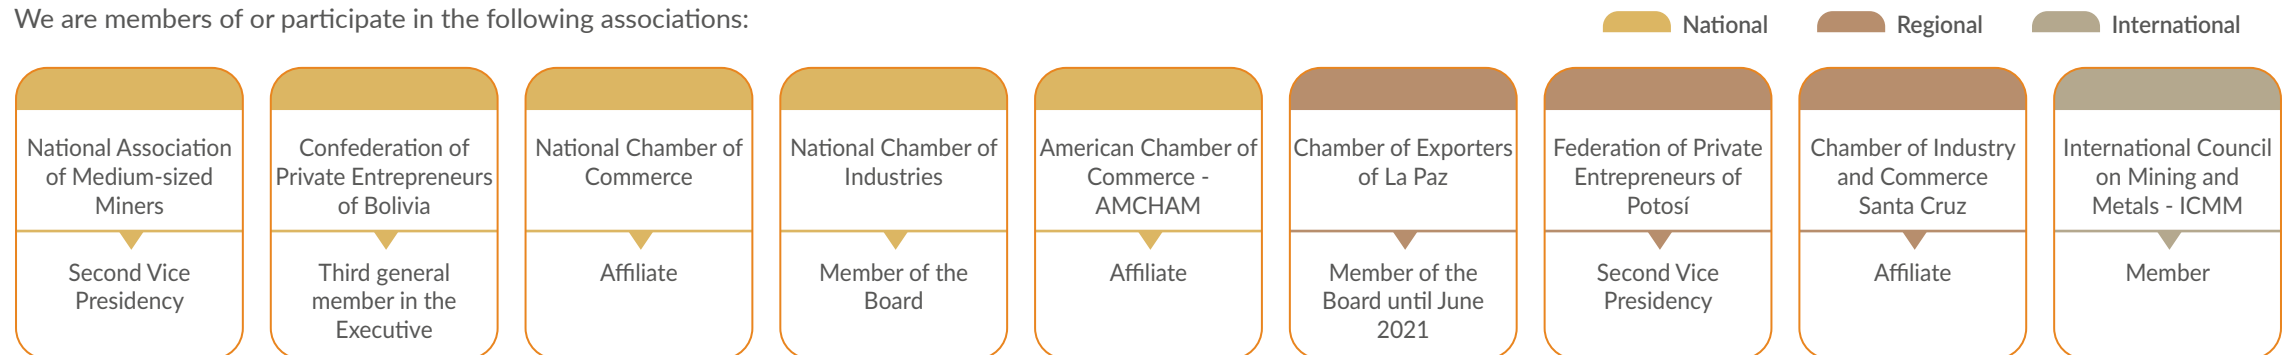 We are members of or participate in the following associations:
National
Regional
International
National Association
of Medium-sized
Miners
Second Vice
Presidency
Confederation of
Private Entrepreneurs
of Bolivia
Third general
member in the
Executive
National Chamber of
Commerce
Affiliate
National Chamber of
Industries
Member of the
Board
American Chamber of
Commerce -
AMCHAM
Affiliate
Chamber of Exporters
of La Paz
Member of the
Board until June
2021
Federation of Private
Entrepreneurs of
Potosí
Second Vice
Presidency
Chamber of Industry
and Commerce
Santa Cruz
Affiliate
International Council
on Mining and
Metals - ICMM
Member